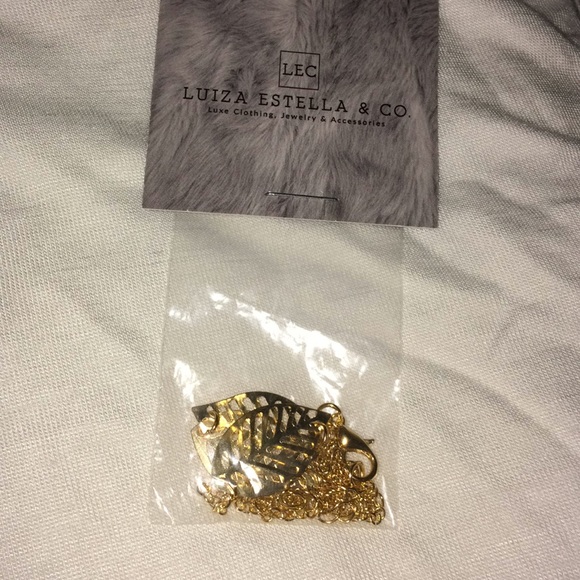 LEC
LUIZA ESTELLA & CO.
Luxe Clothing, Jewelry & Accessories